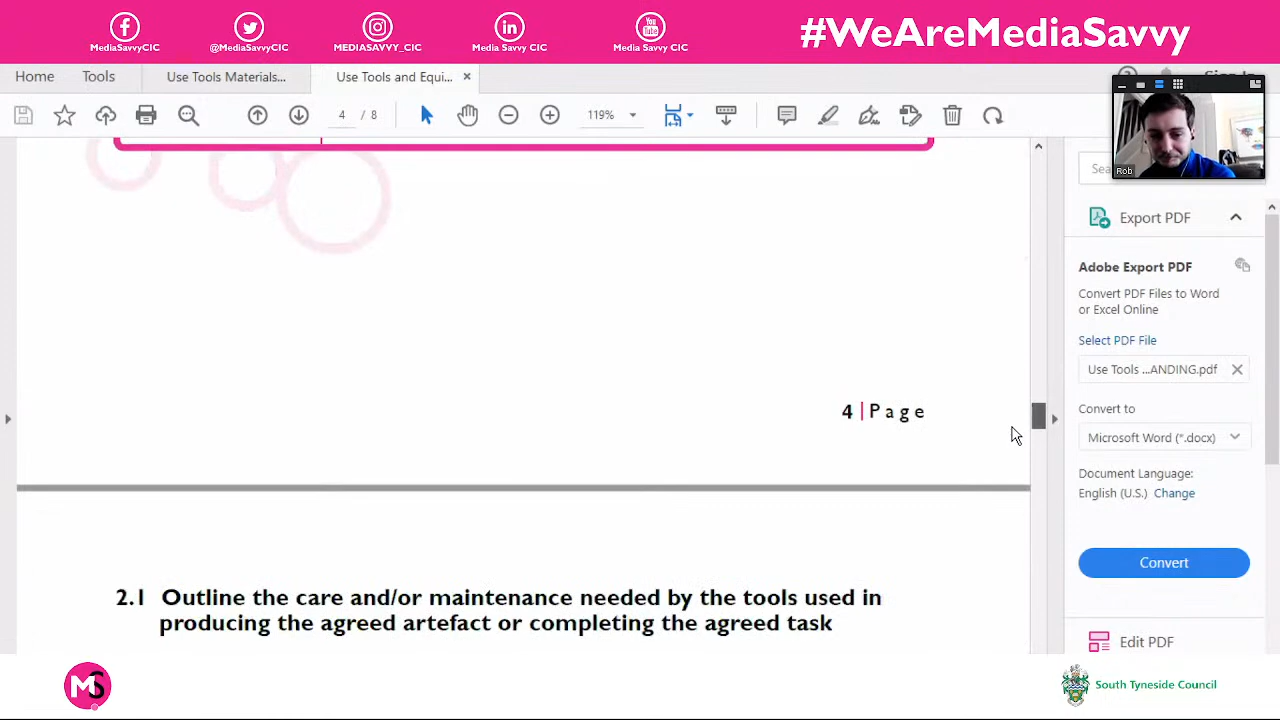 #WeAreMediaSavvy
MediaSavvyCIC
@MediaSavvyCIC
MEDIASAVVY_CIC
Media Savvy CIC
You
Tube
Media Savvy CIC
Home
Tools
Use Tools Materials...
Use Tools and Equi...
4 / 8
119%
Rob
Sea
Export PDF
Adobe Export PDF
Convert PDF Files to Word
or Excel Online
Select PDF File
Use Tools ...ANDING.pdf
Convert to
Microsoft Word (*.docx)
Document Language:
English (U.S.) Change
Convert
Edit PDF
4 | Page
2.1 Outline the care and/or maintenance needed by the tools used in
producing the agreed artefact or completing the agreed task
MS
South Tyneside Council